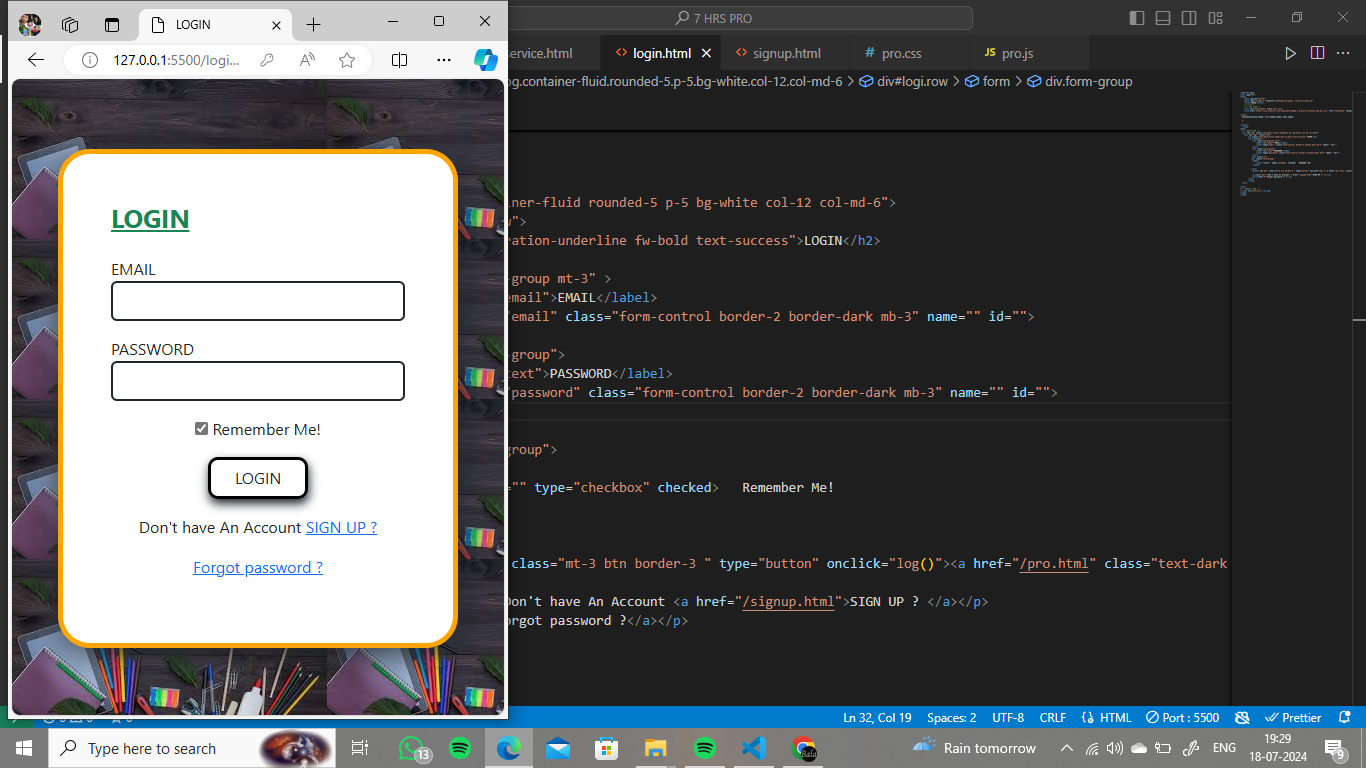 LOGIN
7 HRS PRO
127.0.0.1:5500/logi...
service.html
login.html
signup.html
# pro.css
JS pro.js
og.container-fluid.rounded-5.p-5.bg-white.col-12.col-md-6 > div#logi.row > form > div.form-group
LOGIN
EMAIL
PASSWORD
Remember Me!
LOGIN
Don't have An Account SIGN UP ?
Forgot password ?
iner-fluid rounded-5 p-5 bg-white col-12 col-md-6">
w">
ration-underline fw-bold text-success">LOGIN</h2>
-group mt-3" >
email">EMAIL</label>
"email" class="form-control border-2 border-dark mb-3" name="" id="">
-group">
text">PASSWORD</label>
"password" class="form-control border-2 border-dark mb-3" name="" id="">
group">
="" type="checkbox" checked> Remember Me!
class="mt-3 btn border-3 " type="button" onclick="log()"><a href="/pro.html" class="text-dark
Don't have An Account <a href="/signup.html">SIGN UP ? </a></p>
orgot password ?</a></p>
Ln 32, Col 19
Spaces: 2
UTF-8
CRLF
HTML
Port : 5500
Prettier
Type here to search
13
Bala
Rain tomorrow
ENG
19:29
18-07-2024
9